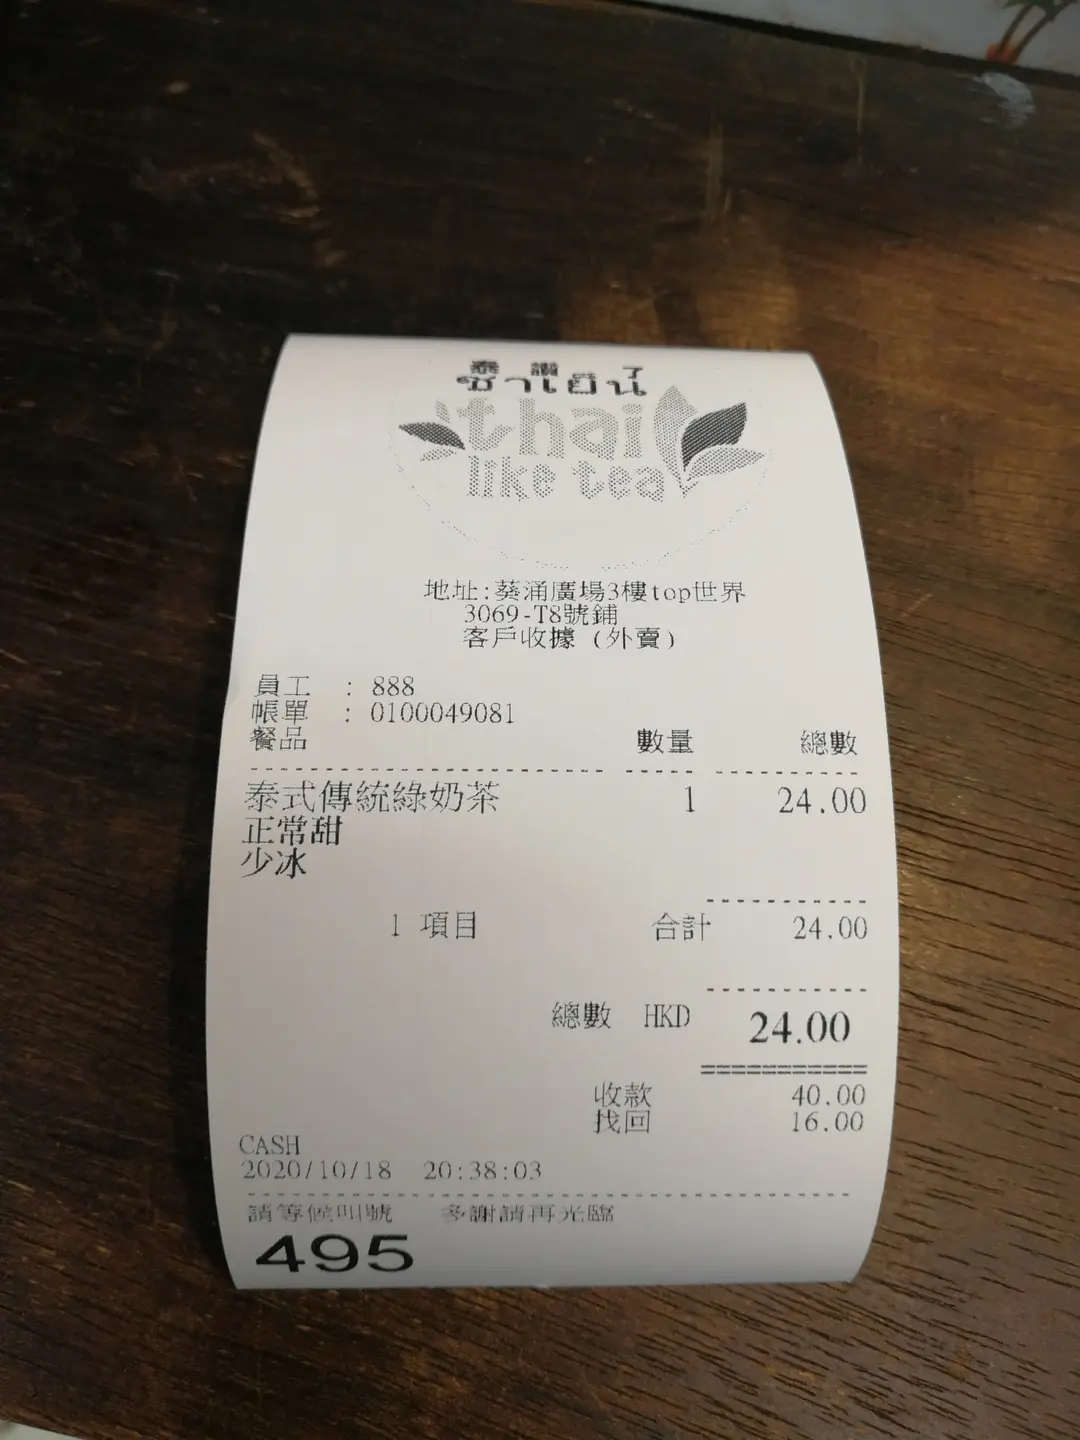 泰讚了
ชาเย็น
thai
like tea
地址:葵涌廣場3樓top世界
3069-T8號鋪
客戶收據 (外賣)
員工 : 888
帳單 : 0100049081
餐品 數量 總數
泰式傳統綠奶茶 1 24.00
正常甜
少冰
1 項目 合計 24.00
總數 HKD 24.00
收款 40.00
找回 16.00
CASH
2020/10/18 20:38:03
請等候叫號 多謝請再光臨
495